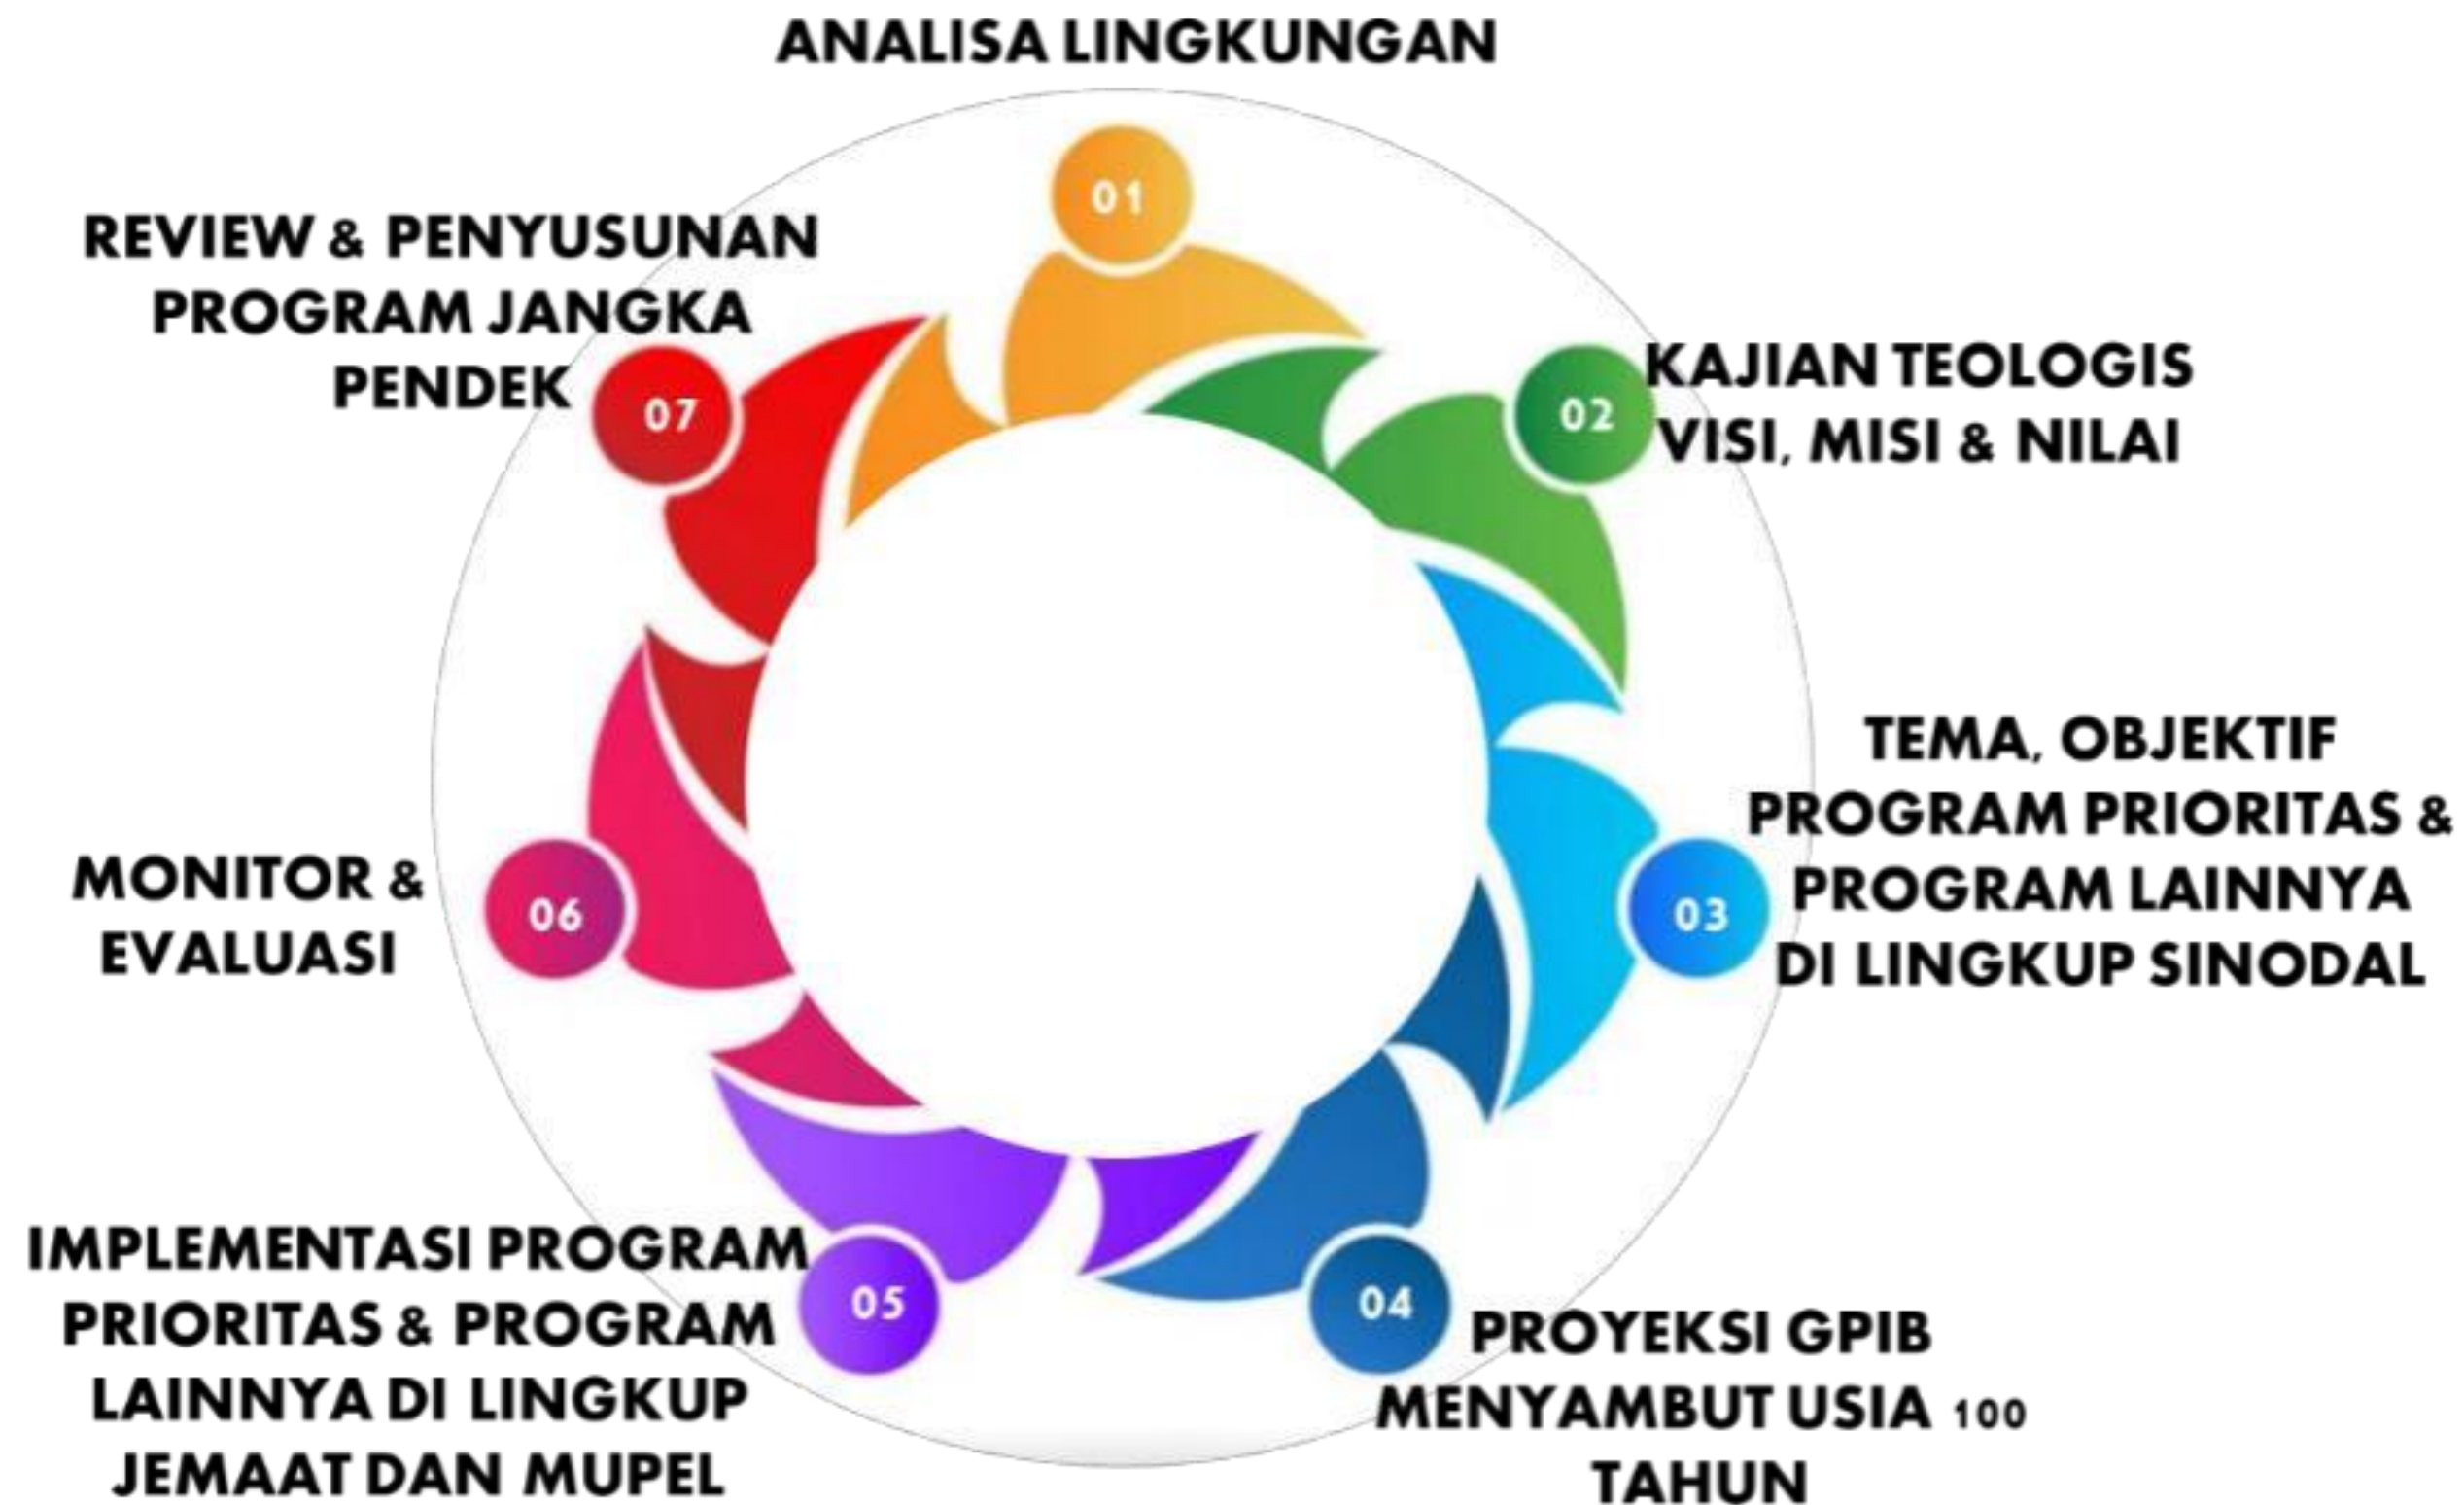 ANALISA LINGKUNGAN
01
KAJIAN TEOLOGIS
VISI, MISI & NILAI
02
TEMA, OBJEKTIF
PROGRAM PRIORITAS &
PROGRAM LAINNYA
DI LINGKUP SINODAL
03
PROYEKSI GPIB
MENYAMBUT USIA 100
TAHUN
04
IMPLEMENTASI PROGRAM
PRIORITAS & PROGRAM
LAINNYA DI LINGKUP
JEMAAT DAN MUPEL
05
MONITOR &
EVALUASI
06
REVIEW & PENYUSUNAN
PROGRAM JANGKA
PENDEK
07